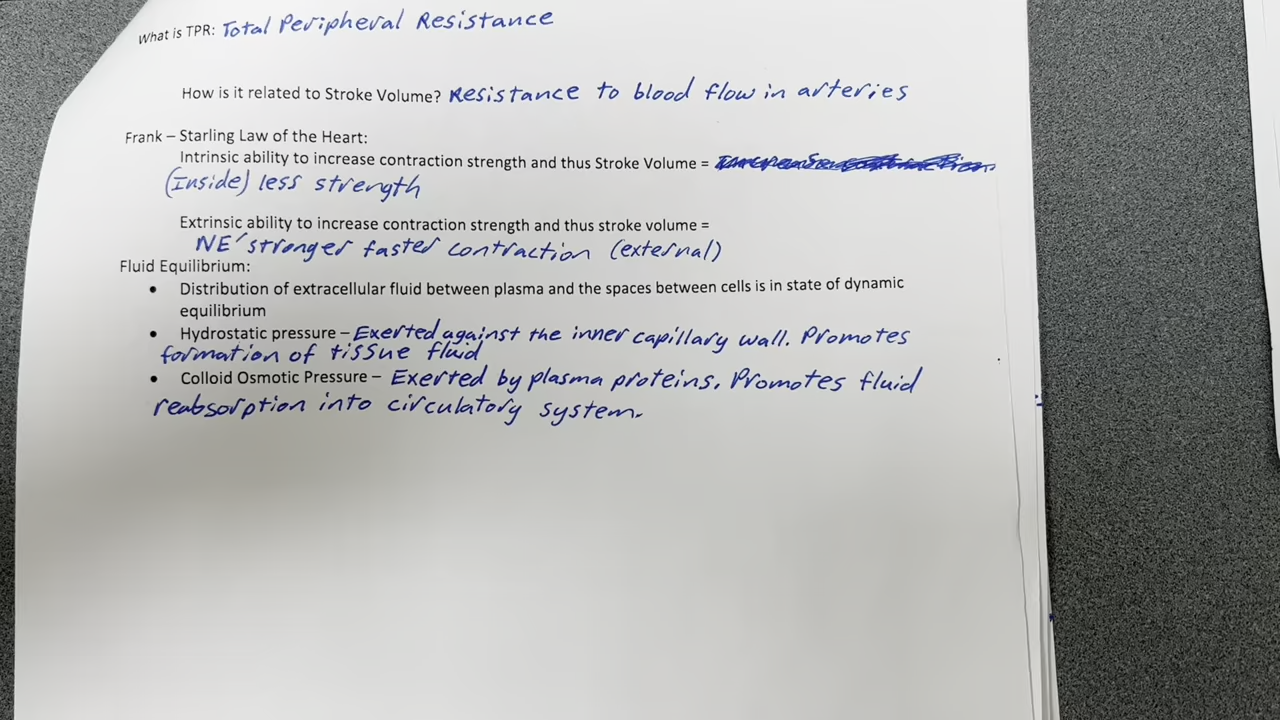 What is TPR: Total Peripheral Resistance
How is it related to Stroke Volume? Resistance to blood flow in arteries
Frank – Starling Law of the Heart:
Intrinsic ability to increase contraction strength and thus Stroke Volume =
(Inside) less strength
Extrinsic ability to increase contraction strength and thus stroke volume =
NE' stronger faster contraction (external)
Fluid Equilibrium:
• Distribution of extracellular fluid between plasma and the spaces between cells is in state of dynamic
equilibrium
• Hydrostatic pressure – Exerted against the inner capillary wall. Promotes
formation of tissue fluid
• Colloid Osmotic Pressure – Exerted by plasma proteins. Promotes fluid
reabsorption into circulatory system.